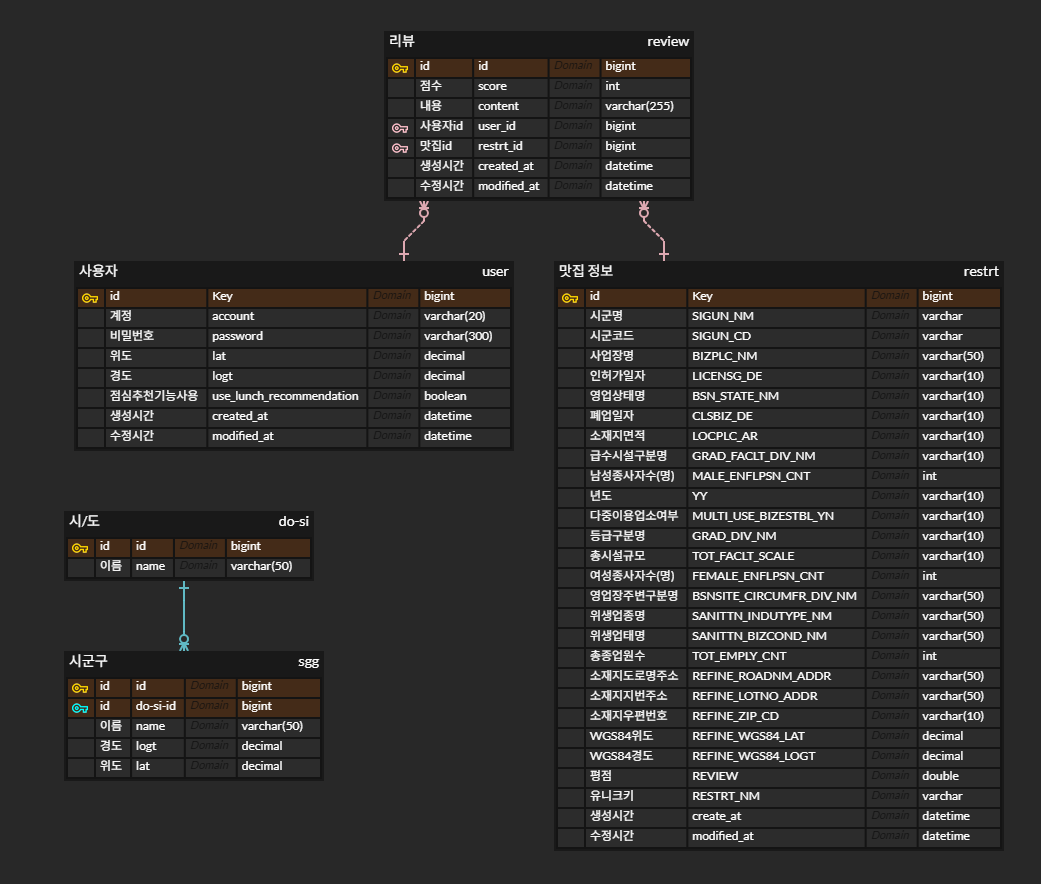 리뷰 review
id id Domain bigint
점수 score Domain int
내용 content Domain varchar(255)
사용자id user_id Domain bigint
맛집id restrt_id Domain bigint
생성시간 created_at Domain datetime
수정시간 modified_at Domain datetime
사용자 user
id Key Domain bigint
계정 account Domain varchar(20)
비밀번호 password Domain varchar(300)
위도 lat Domain decimal
경도 logt Domain decimal
점심추천기능사용 use_lunch_recommendation Domain boolean
생성시간 created_at Domain datetime
수정시간 modified_at Domain datetime
맛집 정보 restrt
id Key Domain bigint
시군명 SIGUN_NM Domain varchar
시군코드 SIGUN_CD Domain varchar
사업장명 BIZPLC_NM Domain varchar(50)
인허가일자 LICENSG_DE Domain varchar(10)
영업상태명 BSN_STATE_NM Domain varchar(10)
폐업일자 CLSBIZ_DE Domain varchar(10)
소재지면적 LOCPLC_AR Domain varchar(10)
급수시설구분명 GRAD_FACLT_DIV_NM Domain varchar(10)
남성종사자수(명) MALE_ENFLPSN_CNT Domain int
년도 YY Domain varchar(10)
다중이용업소여부 MULTI_USE_BIZESTBL_YN Domain varchar(10)
등급구분명 GRAD_DIV_NM Domain varchar(10)
총시설규모 TOT_FACLT_SCALE Domain varchar(10)
여성종사자수(명) FEMALE_ENFLPSN_CNT Domain int
영업장주변구분명 BSNSITE_CIRCUMFR_DIV_NM Domain varchar(50)
위생업종명 SANITTN_INDUTYPE_NM Domain varchar(50)
위생업태명 SANITTN_BIZCOND_NM Domain varchar(50)
총종업원수 TOT_EMPLY_CNT Domain int
소재지도로명주소 REFINE_ROADNM_ADDR Domain varchar(50)
소재지지번주소 REFINE_LOTNO_ADDR Domain varchar(50)
소재지우편번호 REFINE_ZIP_CD Domain varchar(10)
WGS84위도 REFINE_WGS84_LAT Domain decimal
WGS84경도 REFINE_WGS84_LOGT Domain decimal
평점 REVIEW Domain double
유니크키 RESTRT_NM Domain varchar
생성시간 create_at Domain datetime
수정시간 modified_at Domain datetime
시/도 do-si
id id Domain bigint
이름 name Domain varchar(50)
시군구 sgg
id id Domain bigint
id do-si-id Domain bigint
이름 name Domain varchar(50)
경도 logt Domain decimal
위도 lat Domain decimal